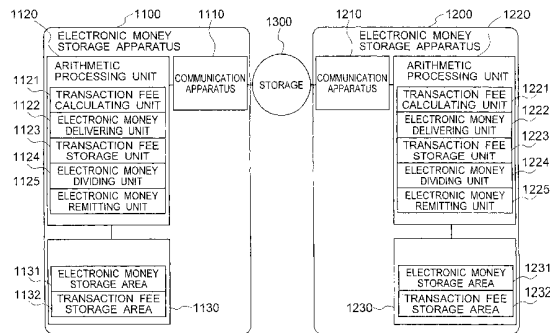 1120 1100 1110
ELECTRONIC MONEY
STORAGE APPARATUS
ARITHMETIC
PROCESSING UNIT
COMMUNICATION
APPARATUS
1121
TRANSACTION FEE
CALCULATING UNIT
1122
ELECTRONIC MONEY
DELIVERING UNIT
1123
TRANSACTION FEE
STORAGE UNIT
1124
ELECTRONIC MONEY
DIVIDING UNIT
1125
ELECTRONIC MONEY
REMITTING UNIT
1131
ELECTRONIC MONEY
STORAGE AREA
1132
TRANSACTION FEE
STORAGE AREA
1130
1300
STORAGE
1210 1200 1220
ELECTRONIC MONEY
STORAGE APPARATUS
COMMUNICATION
APPARATUS
ARITHMETIC
PROCESSING UNIT
TRANSACTION FEE
CALCULATING UNIT
1221
ELECTRONIC MONEY
DELIVERING UNIT
1222
TRANSACTION FEE
STORAGE UNIT
1223
ELECTRONIC MONEY
DIVIDING UNIT
1224
ELECTRONIC MONEY
REMITTING UNIT
1225
ELECTRONIC MONEY
STORAGE AREA
1231
TRANSACTION FEE
STORAGE AREA
1232
1230